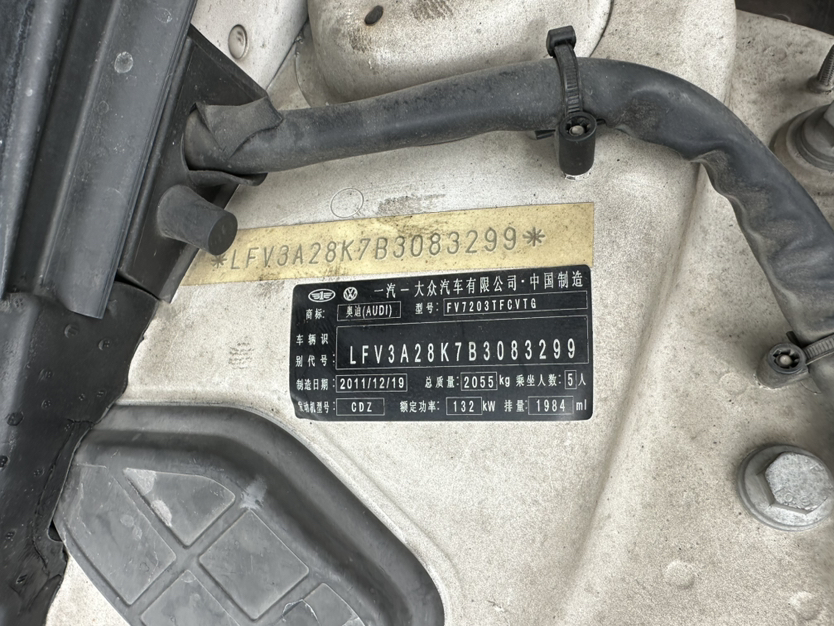 *LFV3A28K7B3083299*
一汽一大众汽车有限公司·中国制造
商标: 奥迪(AUDI) 型号: FV7203TFCVTG
车辆识
别代号: LFV3A28K7B3083299
制造日期: 2011/12/19 总质量: 2055 kg 乘坐人数: 5 人
发动机型号: CDZ 额定功率: 132 kW 排量: 1984 ml